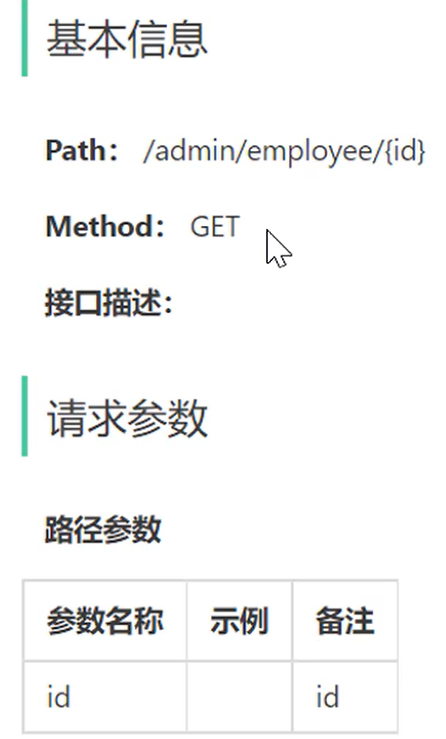 基本信息
Path： /admin/employee/{id}
Method： GET
接口描述：
请求参数
路径参数
参数名称 示例 备注
id id